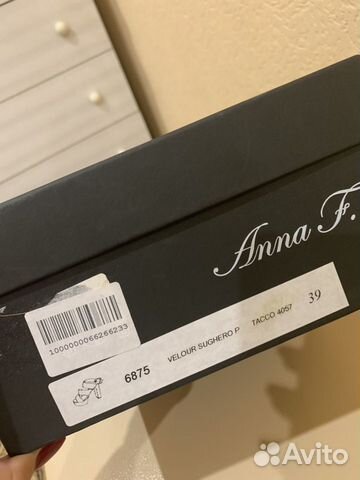 Anna F.
1000000066266233
6875 VELOUR SUGHERO P TACCO 4057 39
Avito